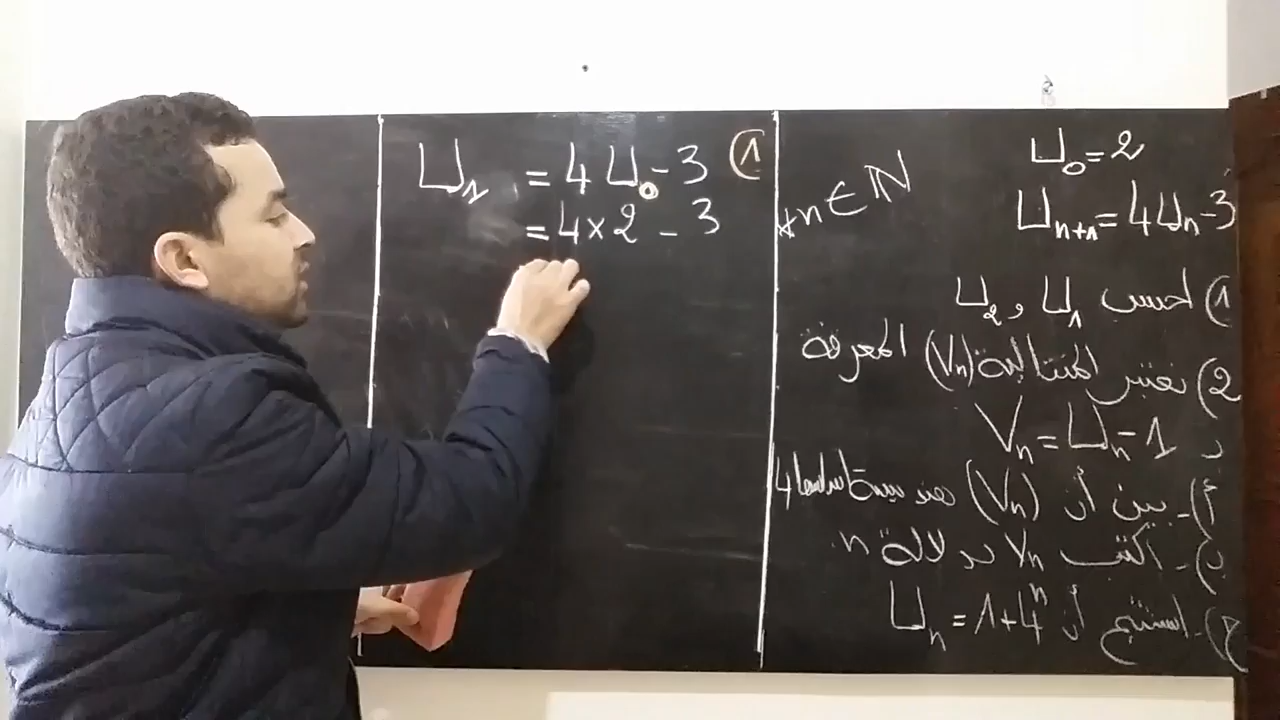 U₀=2
Uₙ₊₁=4Uₙ-3
∀n∈ℕ
1) احسب U₁ و U₂
2) نعتبر المتتالية (Vₙ) المعرفة
بـ Vₙ=Uₙ-1
أ)- بين أن (Vₙ) هندسية أساسها 4
ب)- اكتب Vₙ بدلالة n
ج)- استنتج أن Uₙ=1+4ⁿ
①
U₁ = 4U₀-3
= 4×2 - 3